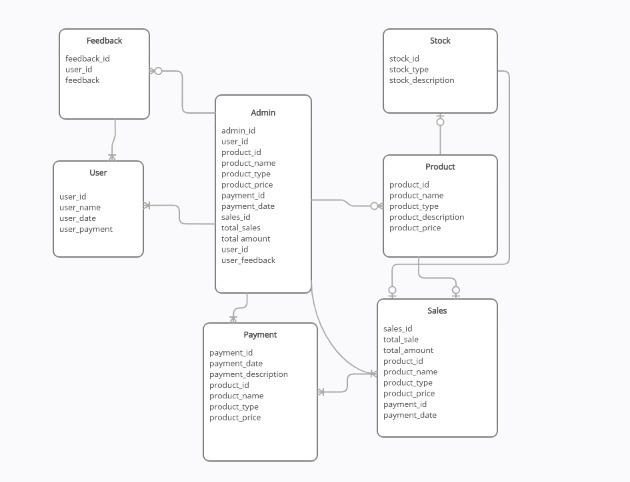 Feedback
feedback_id
user_id
feedback
Stock
stock_id
stock_type
stock_description
Admin
admin_id
user_id
product_id
product_name
product_type
product_price
payment_id
payment_date
sales_id
total_sales
total amount
user_id
user_feedback
User
user_id
user_name
user_date
user_payment
Product
product_id
product_name
product_type
product_description
product_price
Payment
payment_id
payment_date
payment_description
product_id
product_name
product_type
product_price
Sales
sales_id
total_sale
total_amount
product_id
product_name
product_type
product_price
payment_id
payment_date